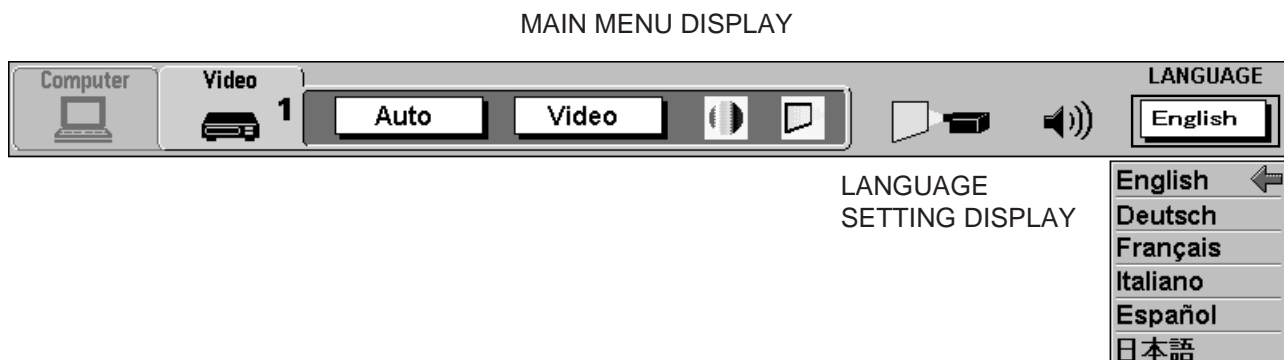 MAIN MENU DISPLAY
Computer
Video
LANGUAGE
1
Auto
Video
English
LANGUAGE
SETTING DISPLAY
English
Deutsch
Français
Italiano
Español
日本語